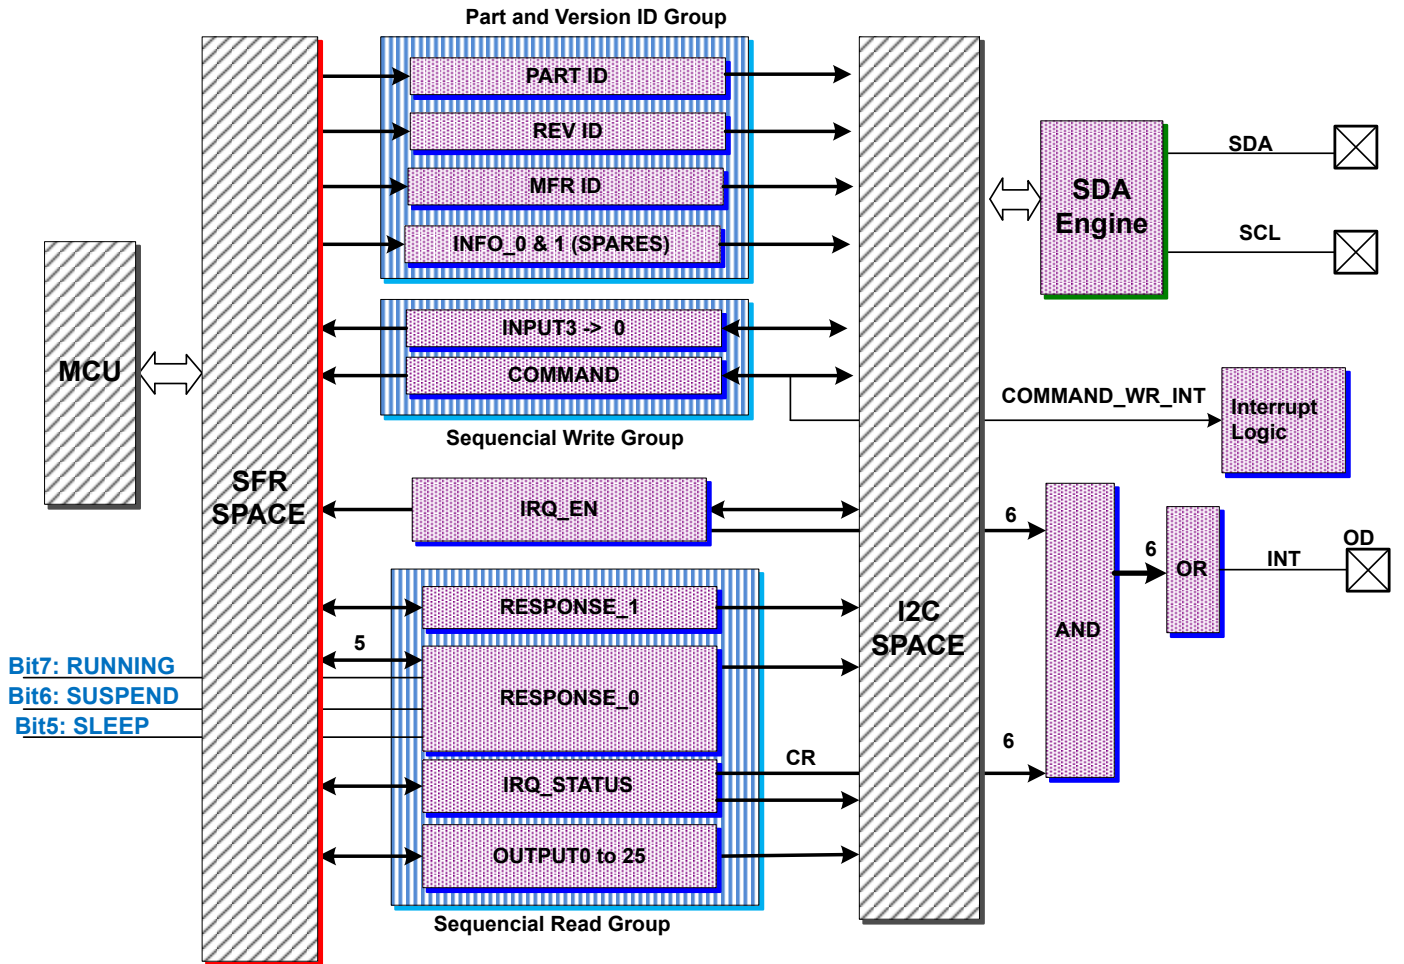 Part and Version ID Group
PART ID
REV ID
MFR ID
INFO_0 & 1 (SPARES)
INPUT3 -> 0
COMMAND
Sequencial Write Group
MCU
SFR
SPACE
IRQ_EN
RESPONSE_1
5
RESPONSE_0
Bit7: RUNNING
Bit6: SUSPEND
Bit5: SLEEP
IRQ_STATUS
CR
OUTPUT0 to 25
Sequencial Read Group
I2C
SPACE
SDA
Engine
SDA
SCL
COMMAND_WR_INT
Interrupt
Logic
6
AND
6
6
OR
INT
OD